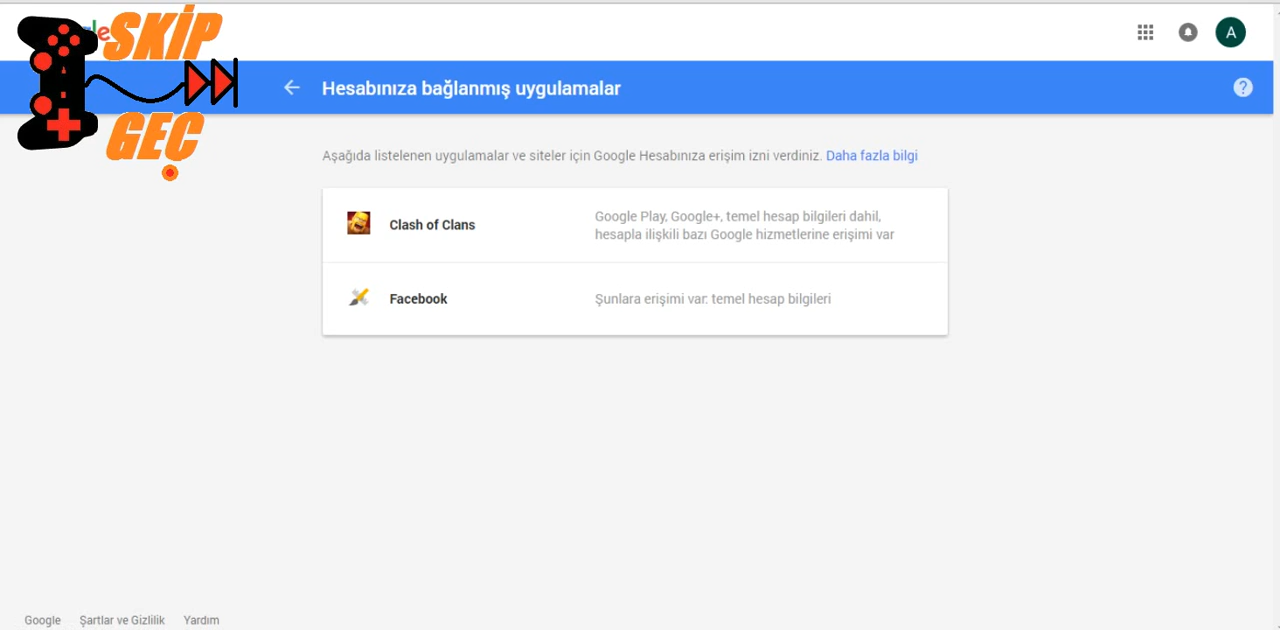 SKİP
GEÇ
A
Hesabınıza bağlanmış uygulamalar
?
Aşağıda listelenen uygulamalar ve siteler için Google Hesabınıza erişim izni verdiniz. Daha fazla bilgi
Clash of Clans
Google Play, Google+, temel hesap bilgileri dahil,
hesapla ilişkili bazı Google hizmetlerine erişimi var
Facebook
Şunlara erişimi var: temel hesap bilgileri
Google Şartlar ve Gizlilik Yardım